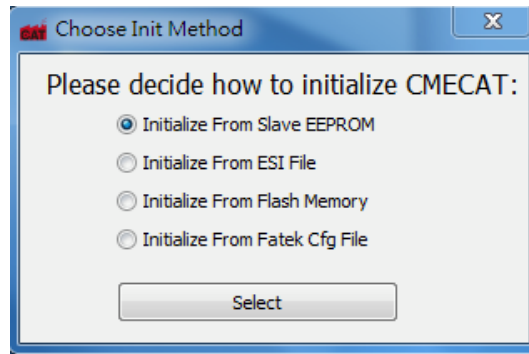 CAT Choose Init Method
Please decide how to initialize CMECAT:
Initialize From Slave EEPROM
Initialize From ESI File
Initialize From Flash Memory
Initialize From Fatek Cfg File
Select